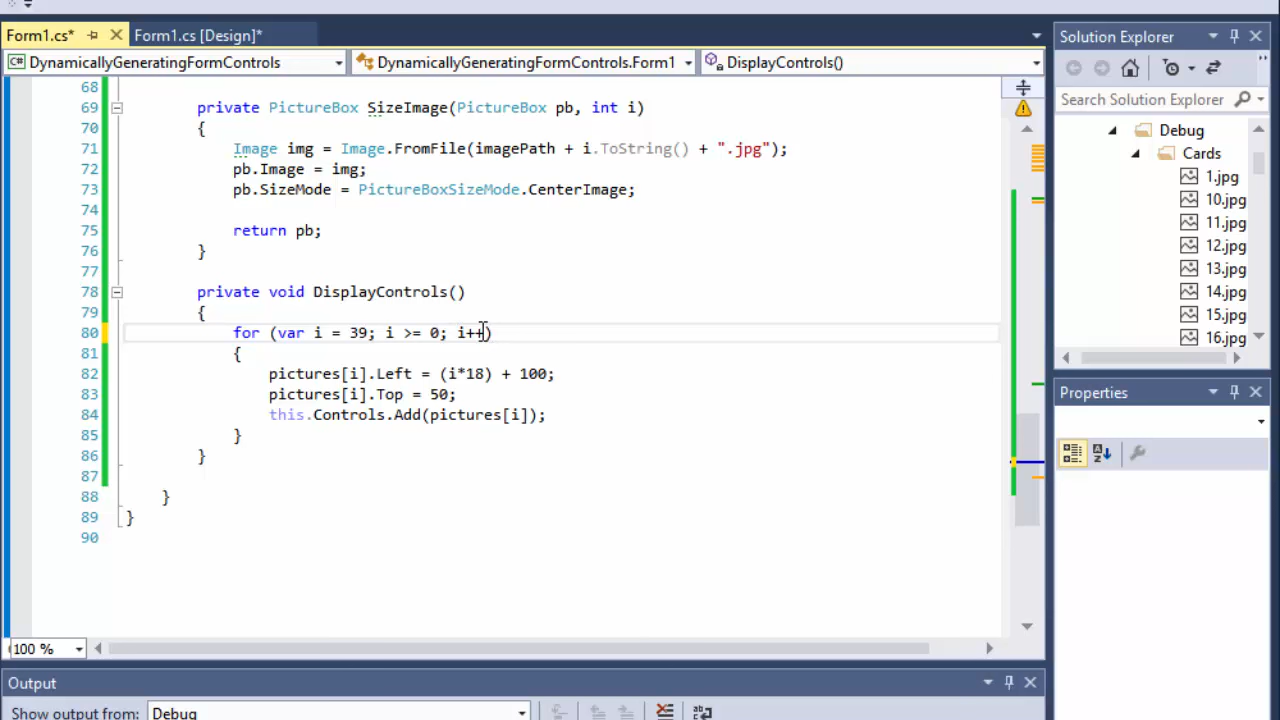 Form1.cs*
Form1.cs [Design]*
DynamicallyGeneratingFormControls
DynamicallyGeneratingFormControls.Form1
DisplayControls()
68
69 private PictureBox SizeImage(PictureBox pb, int i)
70 {
71 Image img = Image.FromFile(imagePath + i.ToString() + ".jpg");
72 pb.Image = img;
73 pb.SizeMode = PictureBoxSizeMode.CenterImage;
74
75 return pb;
76 }
77
78 private void DisplayControls()
79 {
80 for (var i = 39; i >= 0; i++)
81 {
82 pictures[i].Left = (i*18) + 100;
83 pictures[i].Top = 50;
84 this.Controls.Add(pictures[i]);
85 }
86 }
87
88 }
89 }
90
100 %
Output
Show output from: Debug
Solution Explorer
Search Solution Explorer
Debug
Cards
1.jpg
10.jpg
11.jpg
12.jpg
13.jpg
14.jpg
15.jpg
16.jpg
Properties